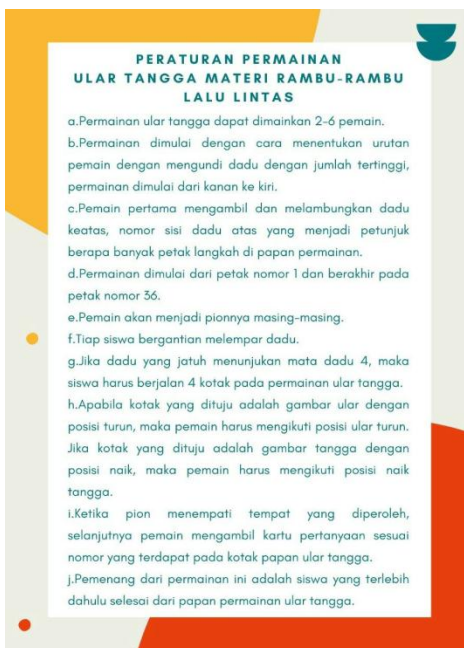 PERATURAN PERMAINAN
ULAR TANGGA MATERI RAMBU-RAMBU
LALU LINTAS
a.Permainan ular tangga dapat dimainkan 2-6 pemain.
b.Permainan dimulai dengan cara menentukan urutan
pemain dengan mengundi dadu dengan jumlah tertinggi,
permainan dimulai dari kanan ke kiri.
c.Pemain pertama mengambil dan melambungkan dadu
keatas, nomor sisi dadu atas yang menjadi petunjuk
berapa banyak petak langkah di papan permainan.
d.Permainan dimulai dari petak nomor 1 dan berakhir pada
petak nomor 36.
e.Pemain akan menjadi pionnya masing-masing.
f.Tiap siswa bergantian melempar dadu.
g.Jika dadu yang jatuh menunjukan mata dadu 4, maka
siswa harus berjalan 4 kotak pada permainan ular tangga.
h.Apabila kotak yang dituju adalah gambar ular dengan
posisi turun, maka pemain harus mengikuti posisi ular turun.
Jika kotak yang dituju adalah gambar tangga dengan
posisi naik, maka pemain harus mengikuti posisi naik
tangga.
i.Ketika pion menempati tempat yang diperoleh,
selanjutnya pemain mengambil kartu pertanyaan sesuai
nomor yang terdapat pada kotak papan ular tangga.
j.Pemenang dari permainan ini adalah siswa yang terlebih
dahulu selesai dari papan permainan ular tangga.